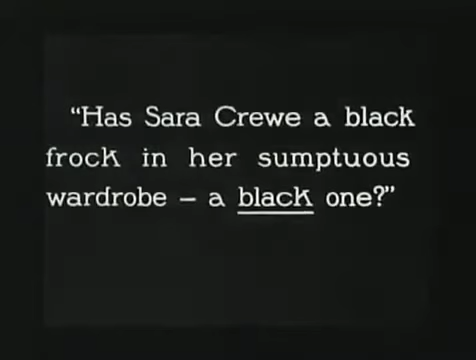 “Has Sara Crewe a black
frock in her sumptuous
wardrobe – a black one?”